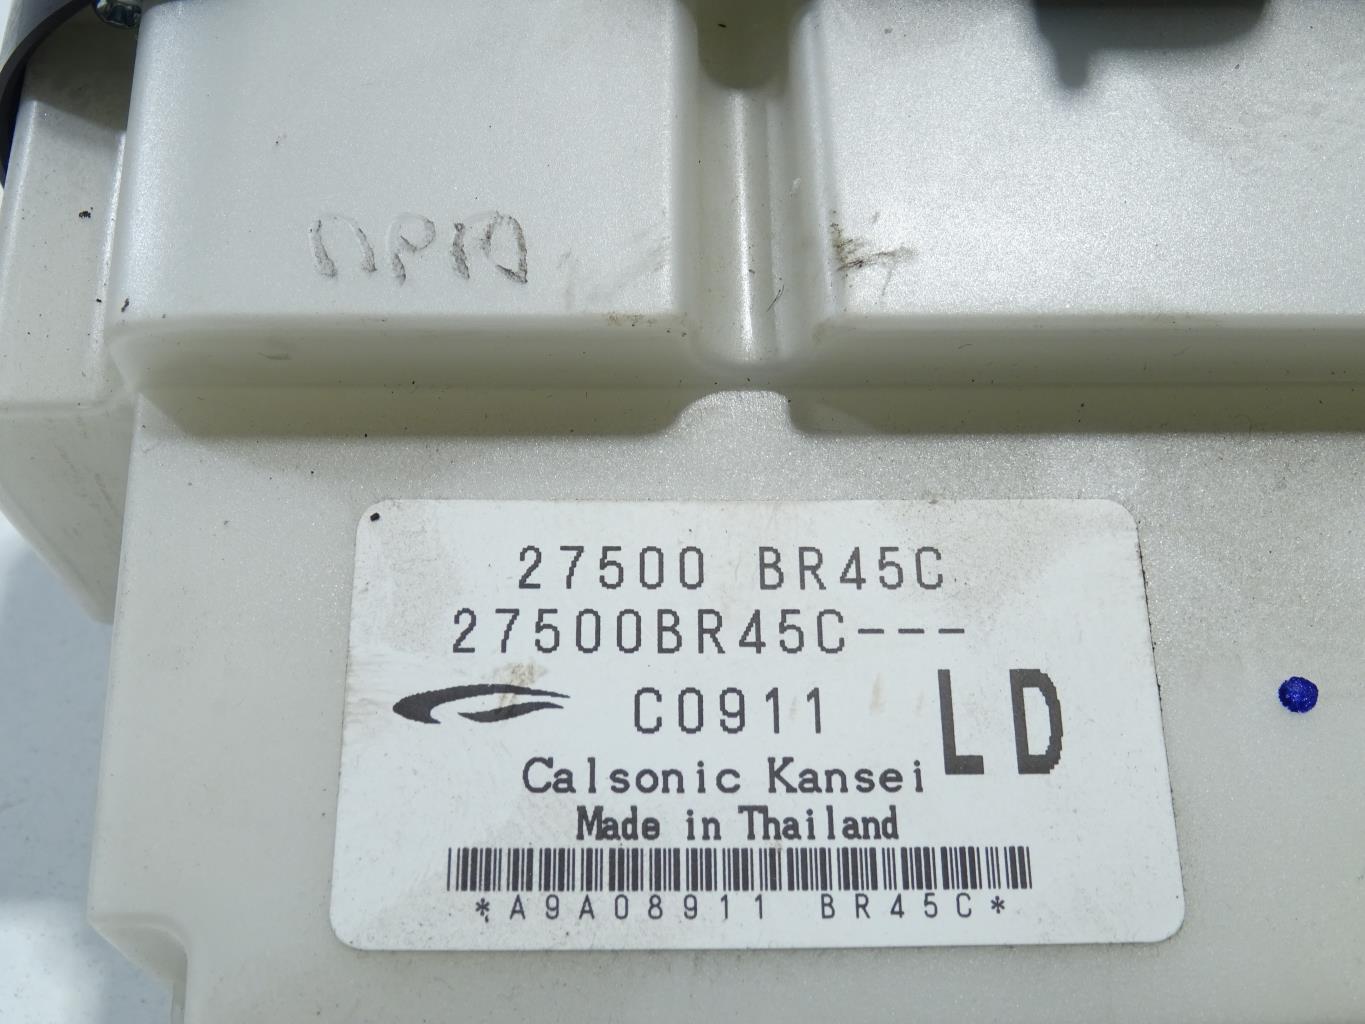 27500 BR45C
27500BR45C---
C0911 LD
Calsonic Kansei
Made in Thailand
*A9A08911 BR45C*